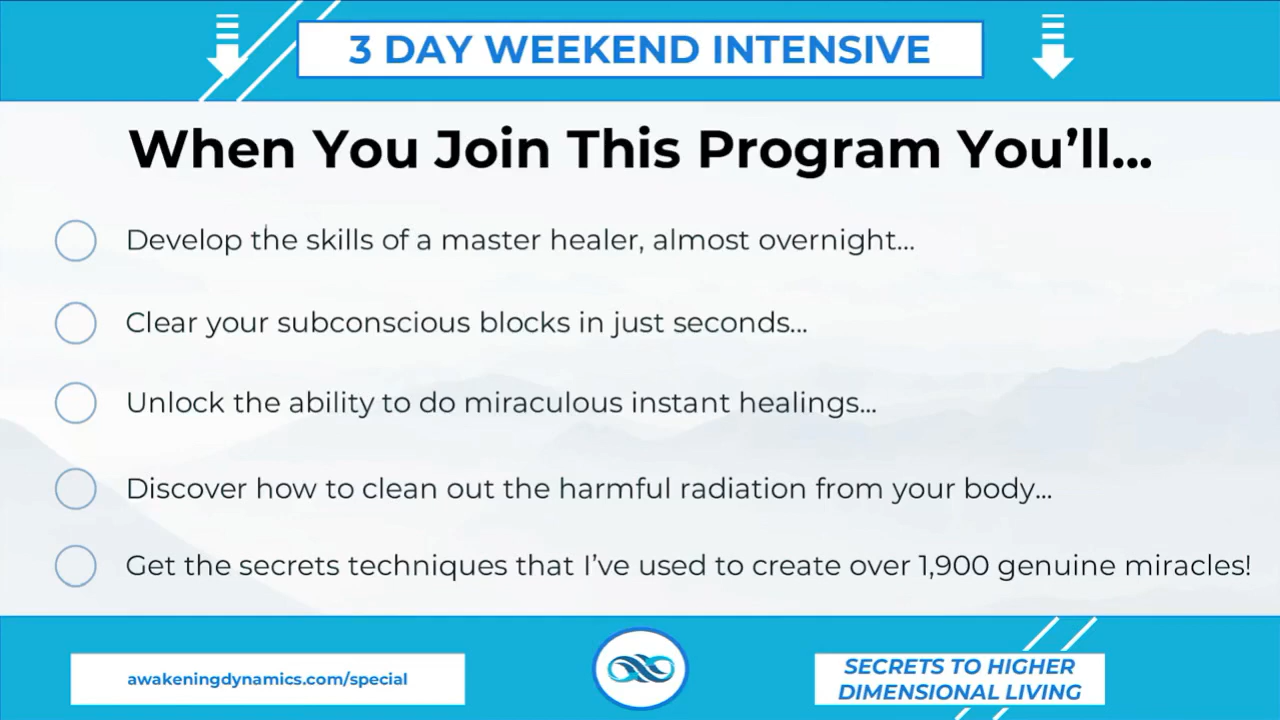 3 DAY WEEKEND INTENSIVE
When You Join This Program You’ll...
Develop the skills of a master healer, almost overnight...
Clear your subconscious blocks in just seconds...
Unlock the ability to do miraculous instant healings...
Discover how to clean out the harmful radiation from your body...
Get the secrets techniques that I’ve used to create over 1,900 genuine miracles!
awakeningdynamics.com/special
SECRETS TO HIGHER
DIMENSIONAL LIVING